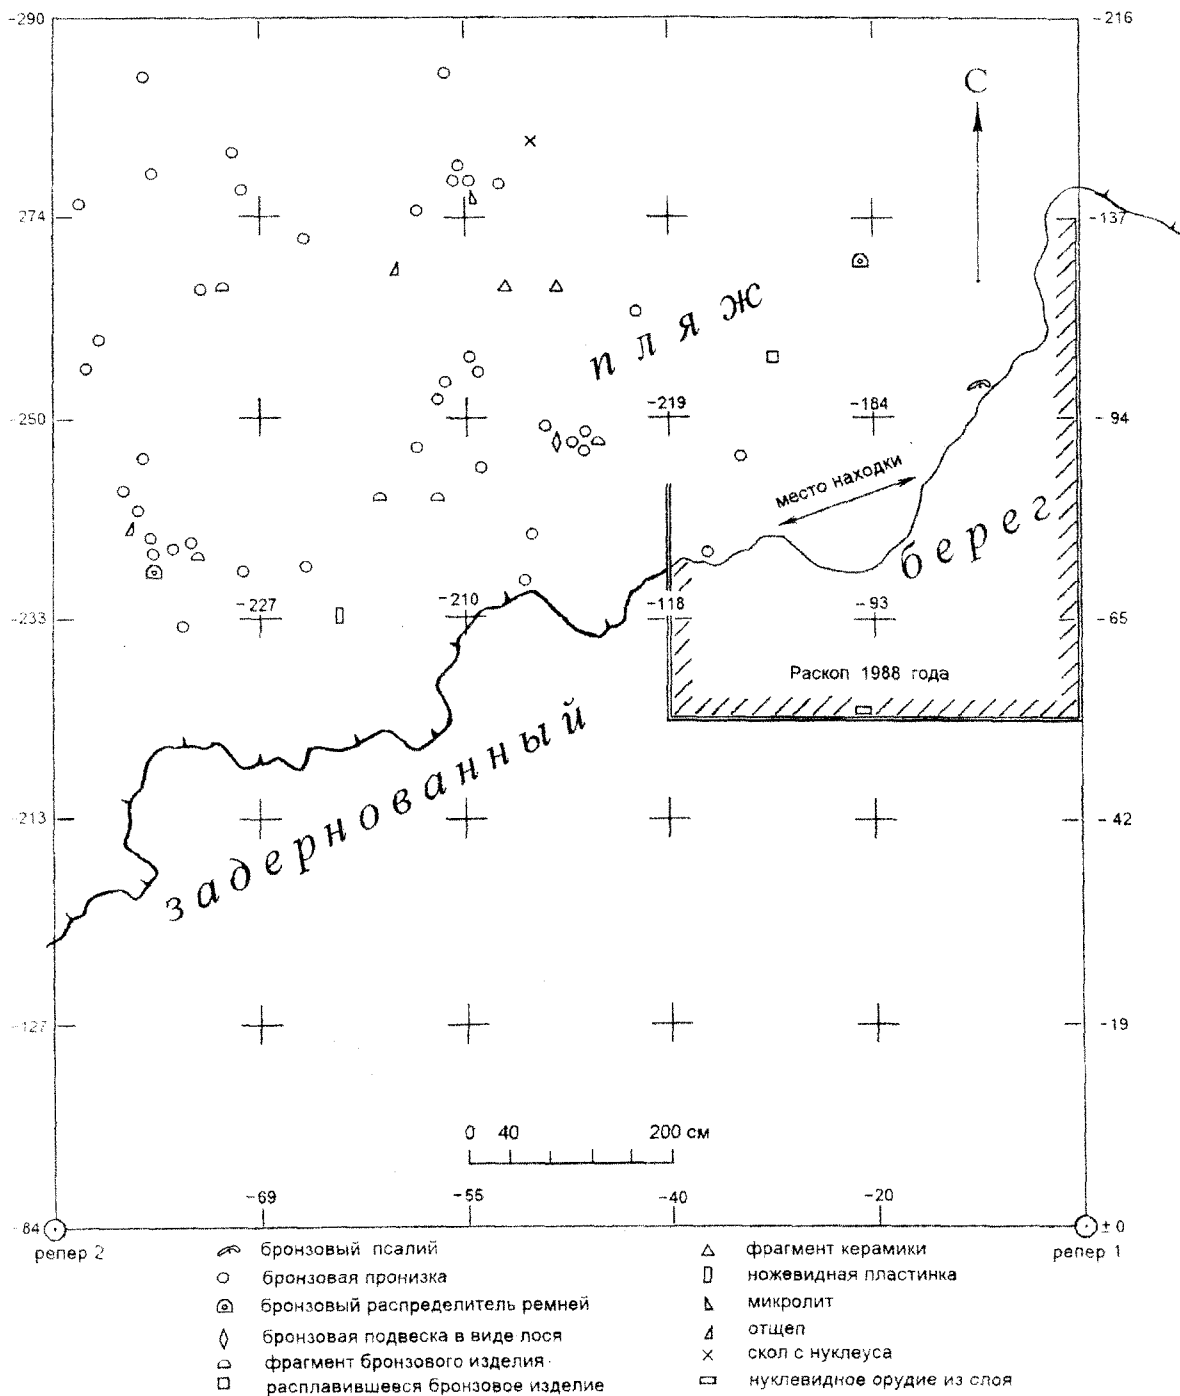 -290 -216
С
274 -137
пляж
-250 -219 -184 -94
место находки
берег
-233 -227 -210 -118 -93 -65
Раскоп 1988 года
задернованный
-213 -42
-127 -19
0 40 200 см
-69 -55 -40 -20
-84 ±0
репер 2 репер 1
бронзовый псалий
бронзовая пронизка
бронзовый распределитель ремней
бронзовая подвеска в виде лося
фрагмент бронзового изделия
расплавившееся бронзовое изделие
фрагмент керамики
ножевидная пластинка
микролит
отщеп
скол с нуклеуса
нуклевидное орудие из слоя